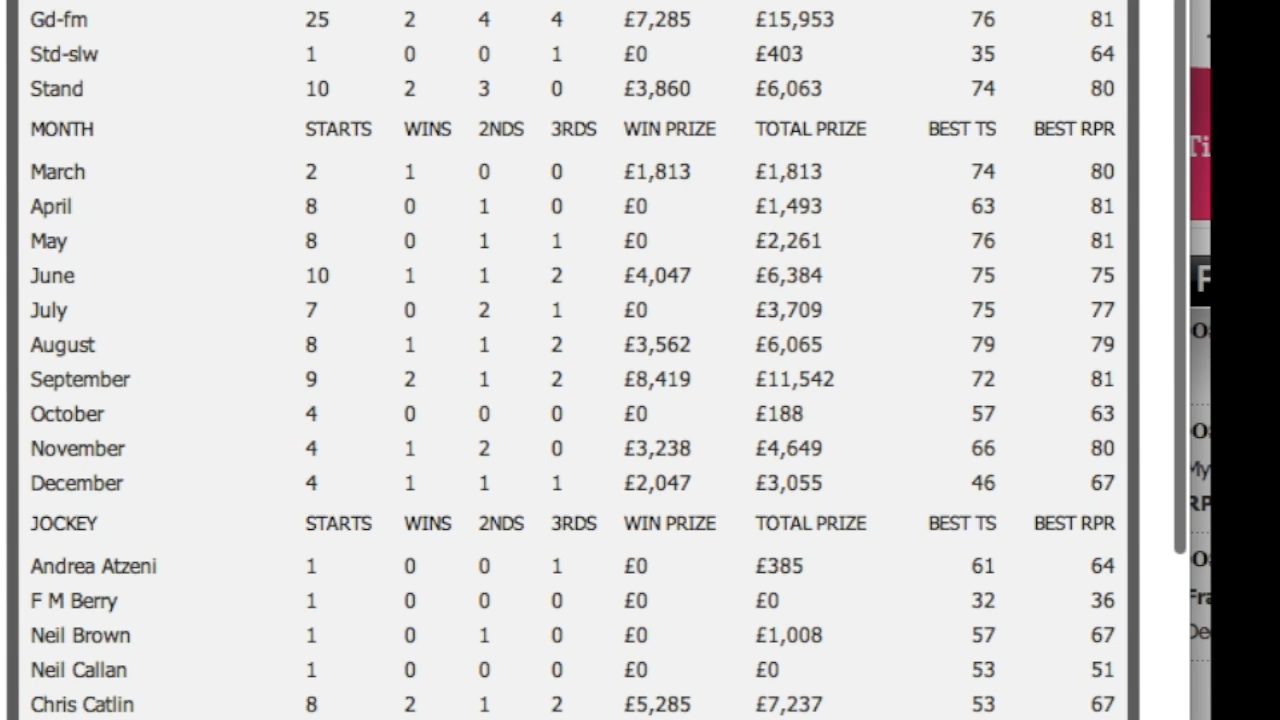 Gd-fm 25 2 4 4 £7,285 £15,953 76 81
Std-slw 1 0 0 1 £0 £403 35 64
Stand 10 2 3 0 £3,860 £6,063 74 80
MONTH STARTS WINS 2NDS 3RDS WIN PRIZE TOTAL PRIZE BEST TS BEST RPR
March 2 1 0 0 £1,813 £1,813 74 80
April 8 0 1 0 £0 £1,493 63 81
May 8 0 1 1 £0 £2,261 76 81
June 10 1 1 2 £4,047 £6,384 75 75
July 7 0 2 1 £0 £3,709 75 77
August 8 1 1 2 £3,562 £6,065 79 79
September 9 2 1 2 £8,419 £11,542 72 81
October 4 0 0 0 £0 £188 57 63
November 4 1 2 0 £3,238 £4,649 66 80
December 4 1 1 1 £2,047 £3,055 46 67
JOCKEY STARTS WINS 2NDS 3RDS WIN PRIZE TOTAL PRIZE BEST TS BEST RPR
Andrea Atzeni 1 0 0 1 £0 £385 61 64
F M Berry 1 0 0 0 £0 £0 32 36
Neil Brown 1 0 1 0 £0 £1,008 57 67
Neil Callan 1 0 0 0 £0 £0 53 51
Chris Catlin 8 2 1 2 £5,285 £7,237 53 67